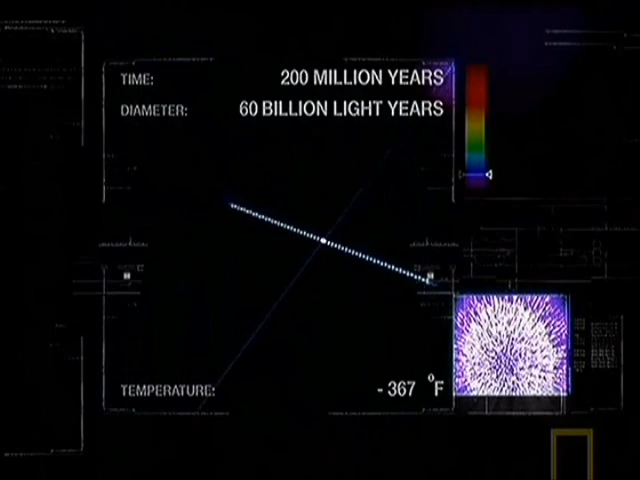 TIME: 200 MILLION YEARS
DIAMETER: 60 BILLION LIGHT YEARS
TEMPERATURE: - 367 °F